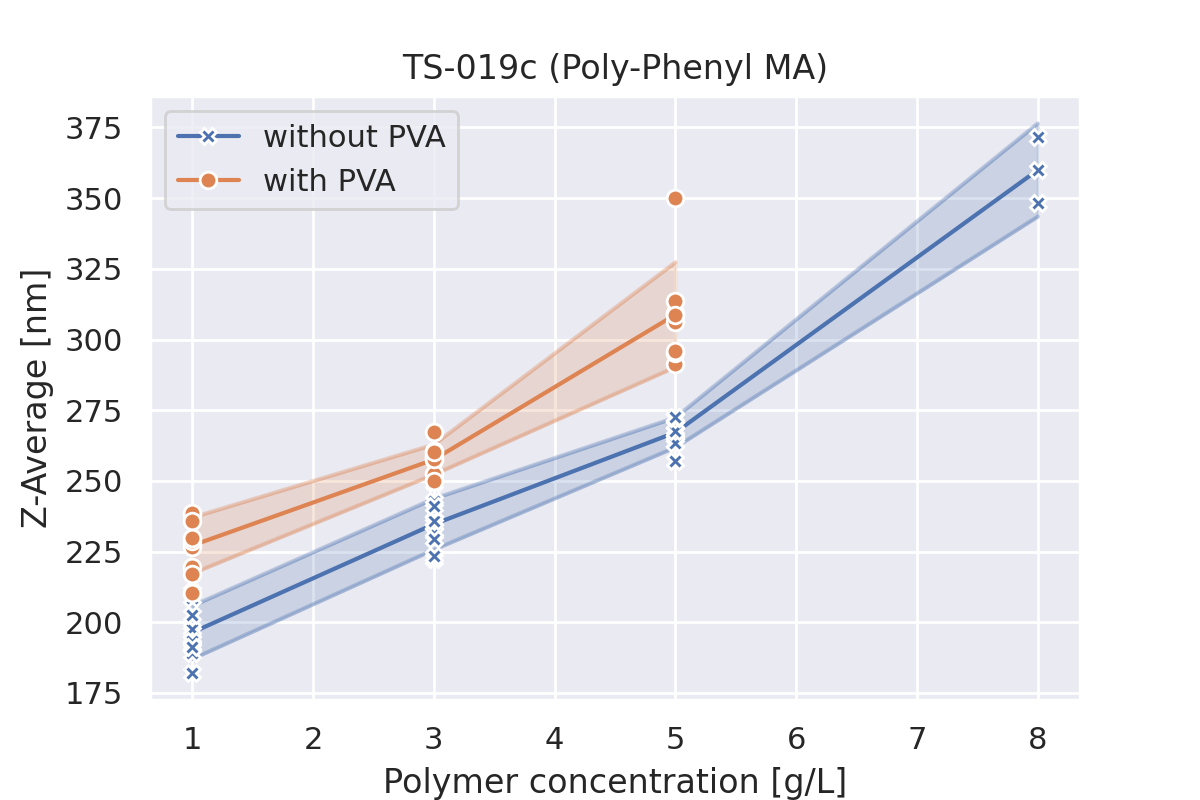 TS-019c (Poly-Phenyl MA)
without PVA
with PVA
Z-Average [nm]
375
350
325
300
275
250
225
200
175
1 2 3 4 5 6 7 8
Polymer concentration [g/L]